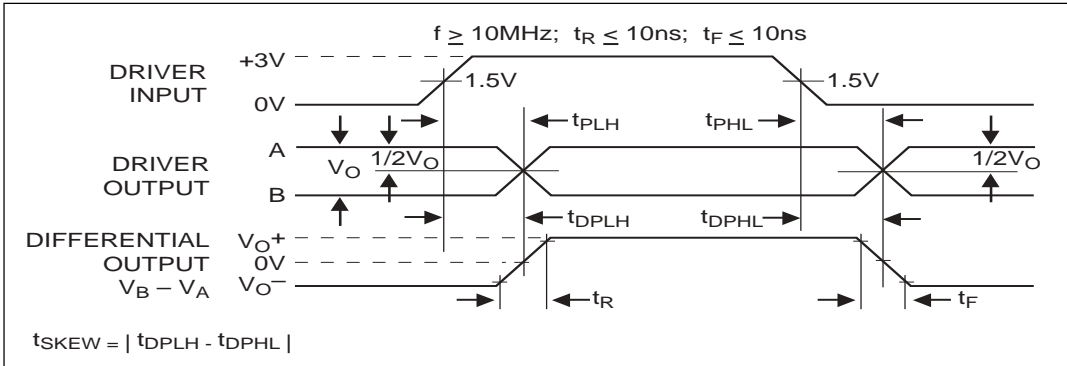 f ≥ 10MHz; tR ≤ 10ns; tF ≤ 10ns
+3V
DRIVER
INPUT
1.5V
1.5V
0V
tPLH
tPHL
A
DRIVER
OUTPUT
VO
1/2VO
1/2VO
B
tDPLH
tDPHL
DIFFERENTIAL
OUTPUT
VB – VA
VO+
0V
VO–
tR
tF
tSKEW = | tDPLH - tDPHL |